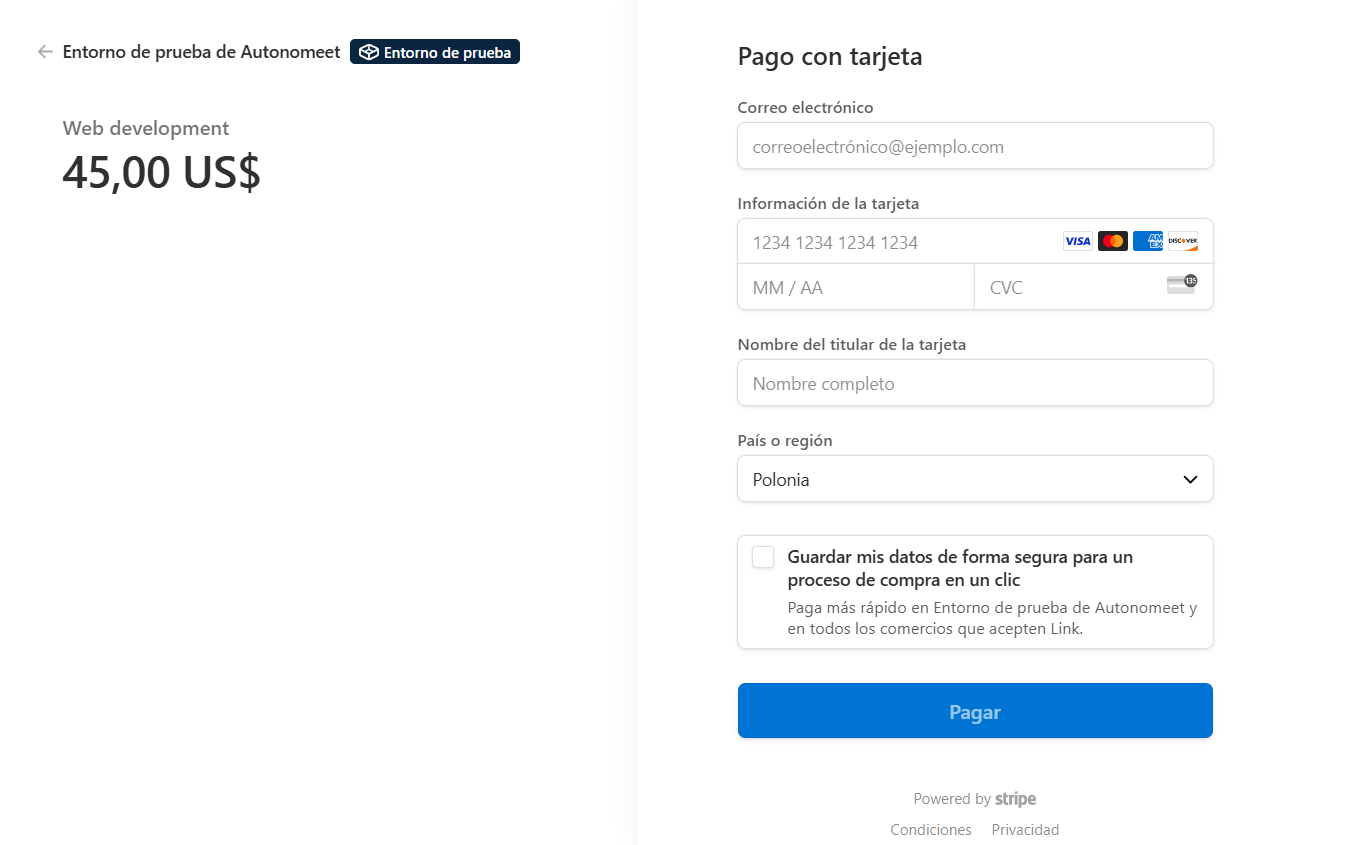 Entorno de prueba de Autonomeet Entorno de prueba
Web development
45,00 US$
Pago con tarjeta
Correo electrónico
correoelectrónico@ejemplo.com
Información de la tarjeta
1234 1234 1234 1234 VISA AMEX DISCOVER
MM / AA CVC 135
Nombre del titular de la tarjeta
Nombre completo
País o región
Polonia
Guardar mis datos de forma segura para un
proceso de compra en un clic
Paga más rápido en Entorno de prueba de Autonomeet y
en todos los comercios que acepten Link.
Pagar
Powered by stripe
Condiciones Privacidad